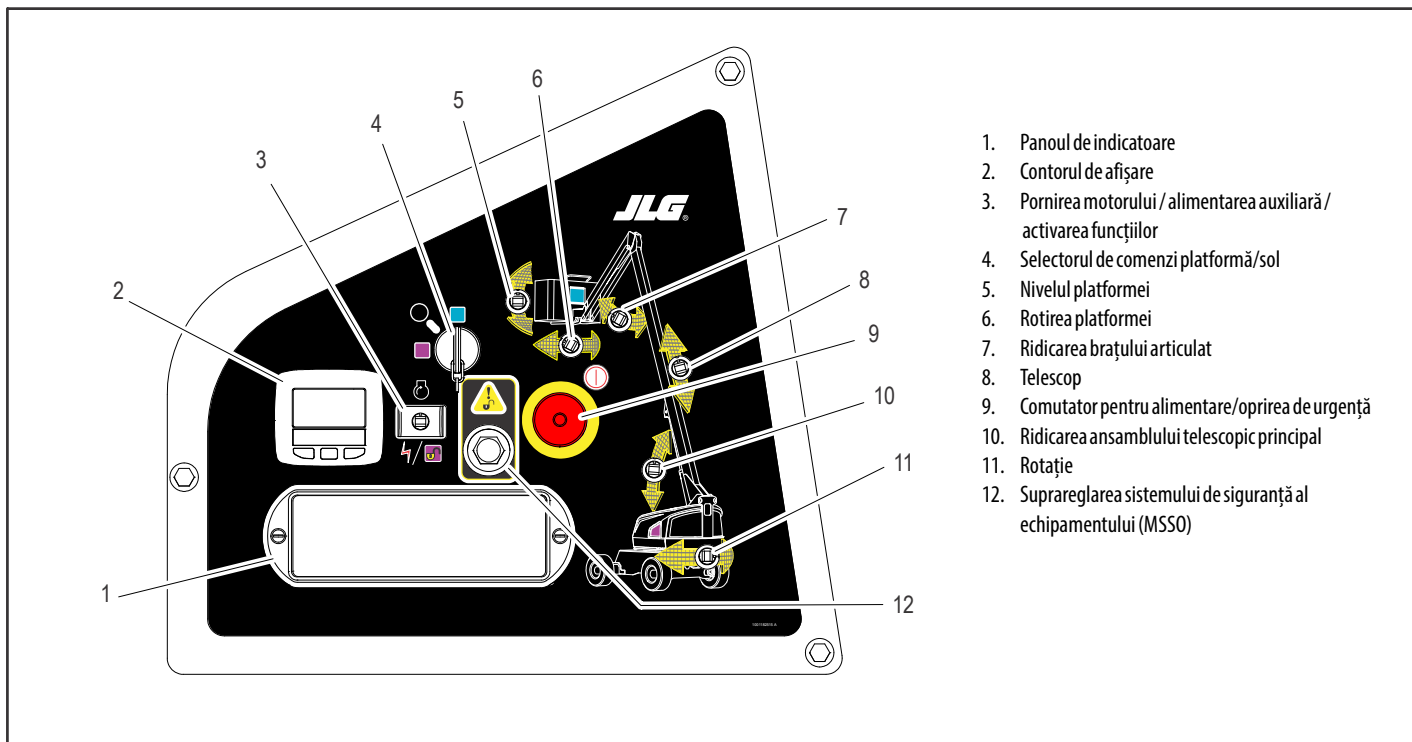 6
5
4
3
7
2
8
9
10
11
1
12
JLG®
1. Panoul de indicatoare
2. Contorul de afișare
3. Pornirea motorului / alimentarea auxiliară /
activarea funcțiilor
4. Selectorul de comenzi platformă/sol
5. Nivelul platformei
6. Rotirea platformei
7. Ridicarea brațului articulat
8. Telescop
9. Comutator pentru alimentare/oprirea de urgență
10. Ridicarea ansamblului telescopic principal
11. Rotație
12. Suprareglarea sistemului de siguranță al
echipamentului (MSSO)